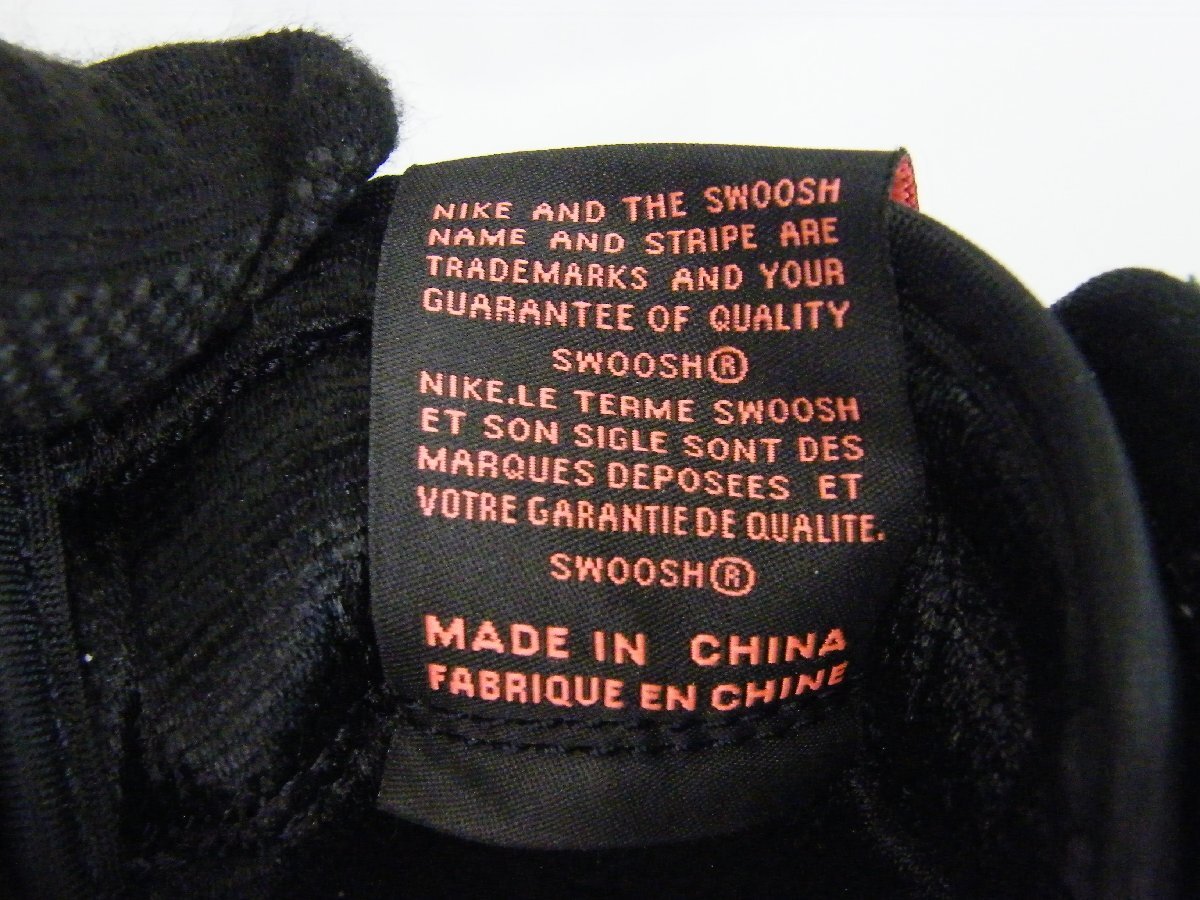 NIKE AND THE SWOOSH
NAME AND STRIPE ARE
TRADEMARKS AND YOUR
GUARANTEE OF QUALITY
SWOOSH®
NIKE.LE TERME SWOOSH
ET SON SIGLE SONT DES
MARQUES DEPOSEES ET
VOTRE GARANTIE DE QUALITE.
SWOOSH®
MADE IN CHINA
FABRIQUE EN CHINE